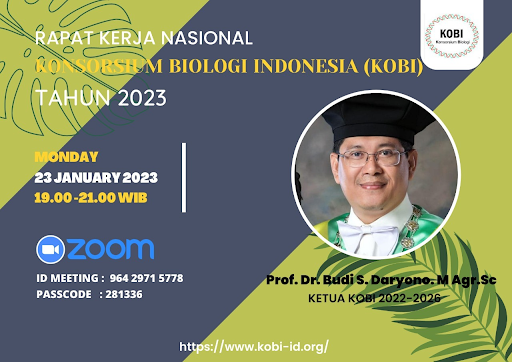 RAPAT KERJA NASIONAL
KONSORSIUM BIOLOGI INDONESIA (KOBI)
TAHUN 2023
KOBI
Konsorsium Biologi
MONDAY
23 JANUARY 2023
19.00 -21.00 WIB
zoom
ID MEETING : 964 2971 5778
PASSCODE : 281336
Prof. Dr. Budi S. Daryono. M Agr.Sc
KETUA KOBI 2022-2026
https://www.kobi-id.org/